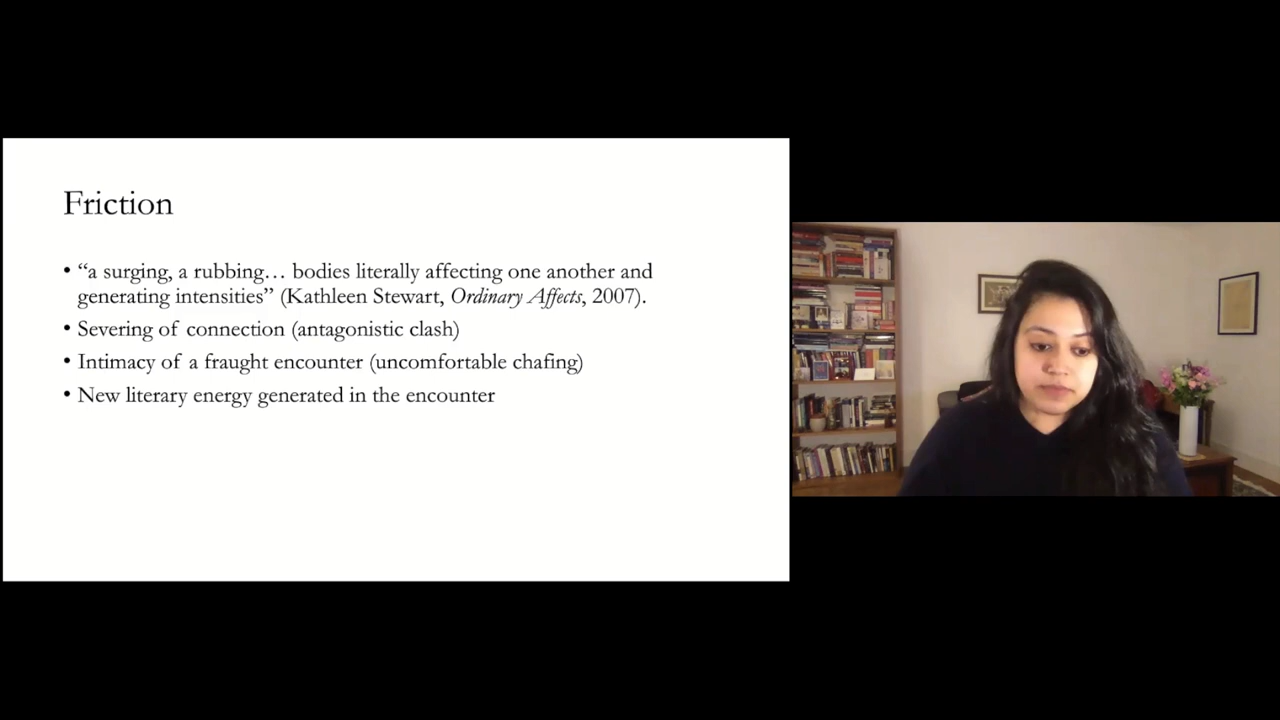 Friction
• “a surging, a rubbing… bodies literally affecting one another and
generating intensities” (Kathleen Stewart, Ordinary Affects, 2007).
• Severing of connection (antagonistic clash)
• Intimacy of a fraught encounter (uncomfortable chafing)
• New literary energy generated in the encounter